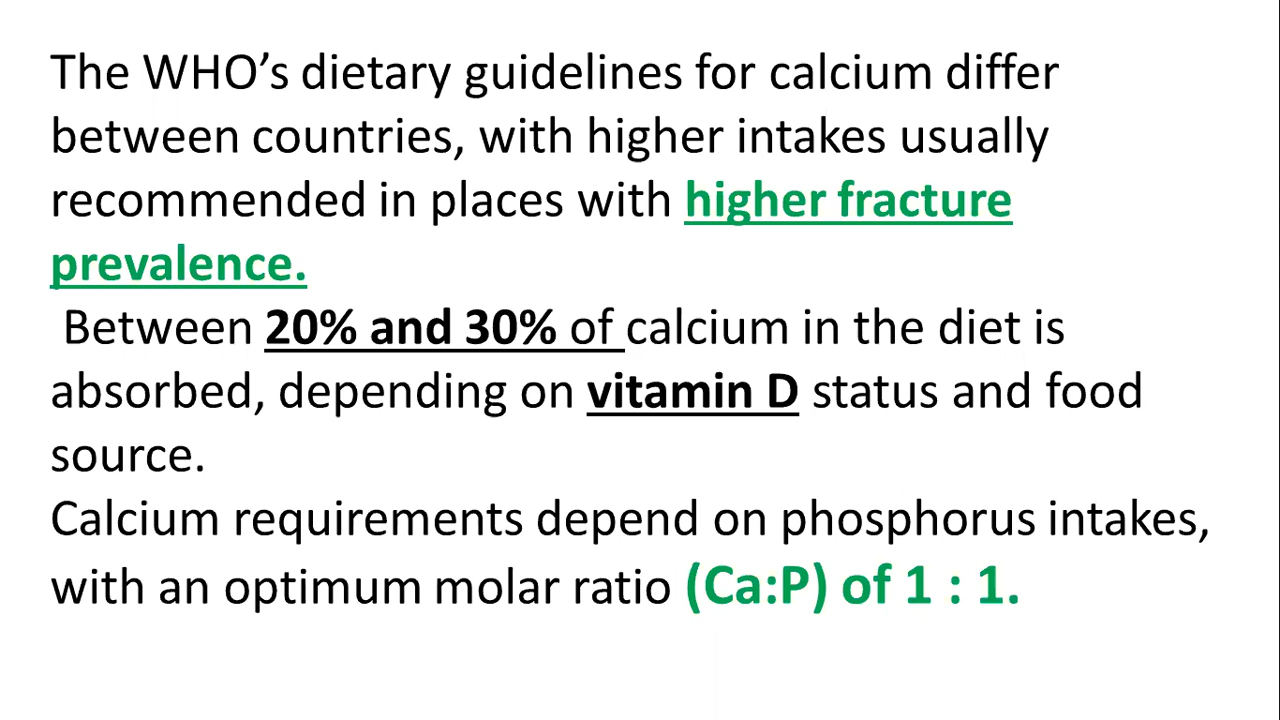 The WHO’s dietary guidelines for calcium differ
between countries, with higher intakes usually
recommended in places with higher fracture
prevalence.
Between 20% and 30% of calcium in the diet is
absorbed, depending on vitamin D status and food
source.
Calcium requirements depend on phosphorus intakes,
with an optimum molar ratio (Ca:P) of 1 : 1.